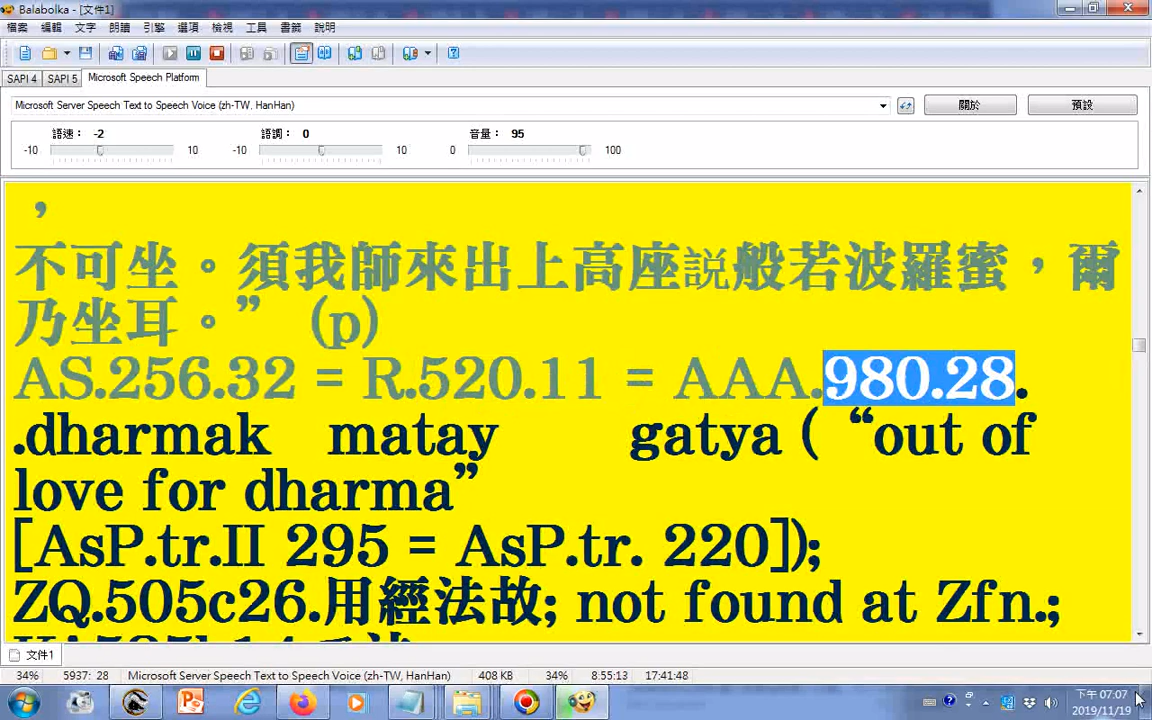 Balabolka - [文件1]
檔案 編輯 文字 朗讀 引擎 選項 檢視 工具 書籤 說明
SAPI 4 SAPI 5 Microsoft Speech Platform
Microsoft Server Speech Text to Speech Voice (zh-TW, HanHan) 關於 預設
語速： -2 語調： 0 音量： 95
-10 10 -10 10 0 100
，
不可坐。須我師來出上高座説般若波羅蜜，爾
乃坐耳。” (p)
AS.256.32 = R.520.11 = AAA.980.28.
.dharmak matay gatya (“out of
love for dharma”
[AsP.tr.II 295 = AsP.tr. 220]);
ZQ.505c26.用經法故; not found at Zfn.;
文件1
34% 5937: 28 Microsoft Server Speech Text to Speech Voice (zh-TW, HanHan) 408 KB 34% 8:55:13 17:41:48
下午 07:07
2019/11/19